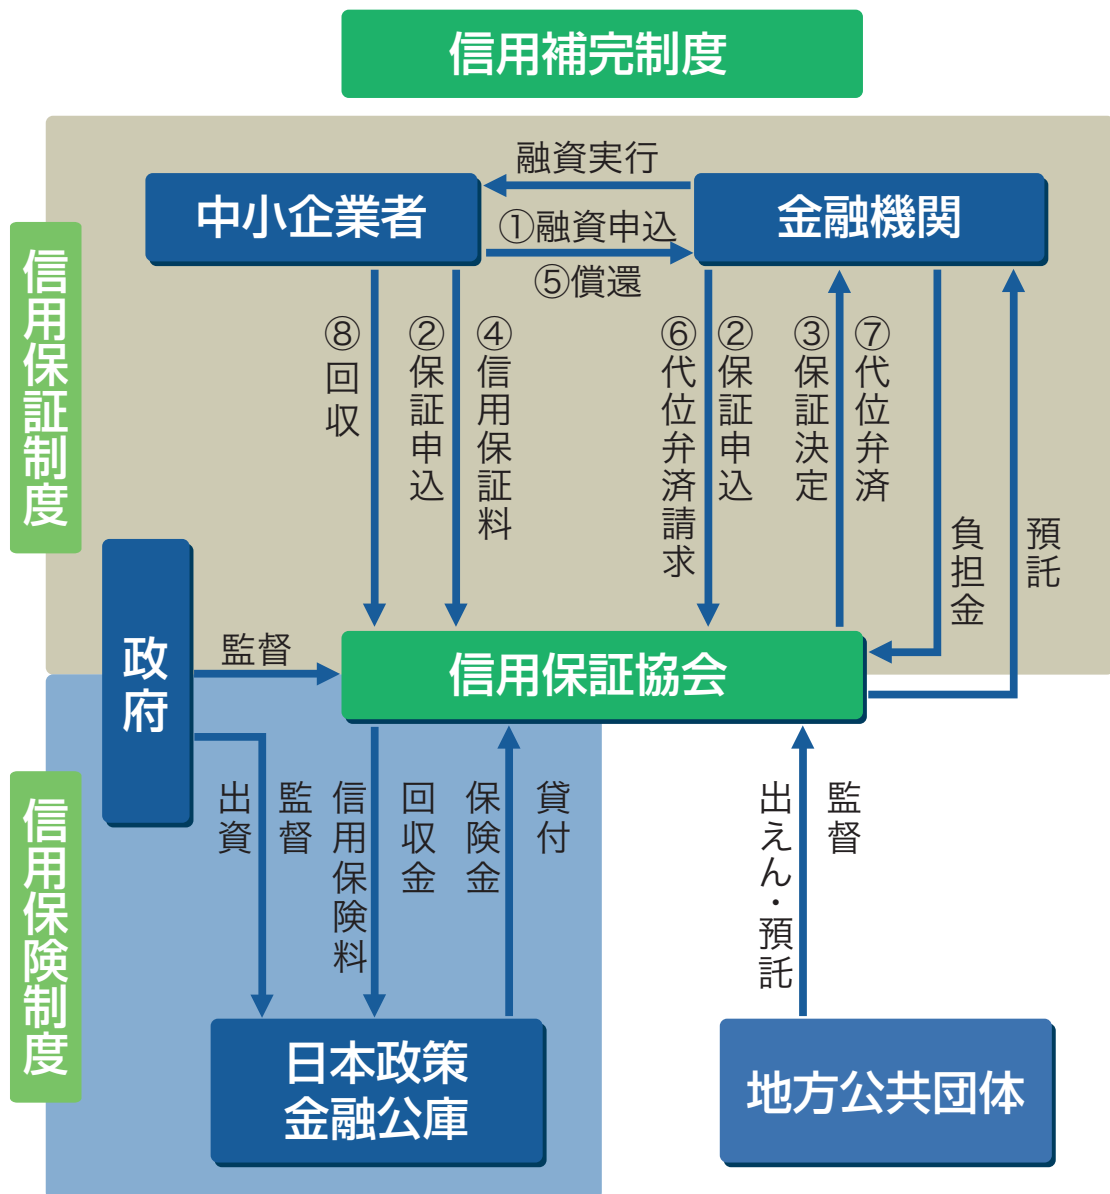 信用補完制度
融資実行
中小企業者
金融機関
①融資申込
⑤償還
信用保証制度
⑧回収
②保証申込
④信用保証料
⑥代位弁済請求
②保証申込
③保証決定
⑦代位弁済
負担金
預託
政府
監督
信用保証協会
信用保険制度
出資
監督
信用保険料
回収金
保険金
貸付
出えん・預託
監督
日本政策
金融公庫
地方公共団体